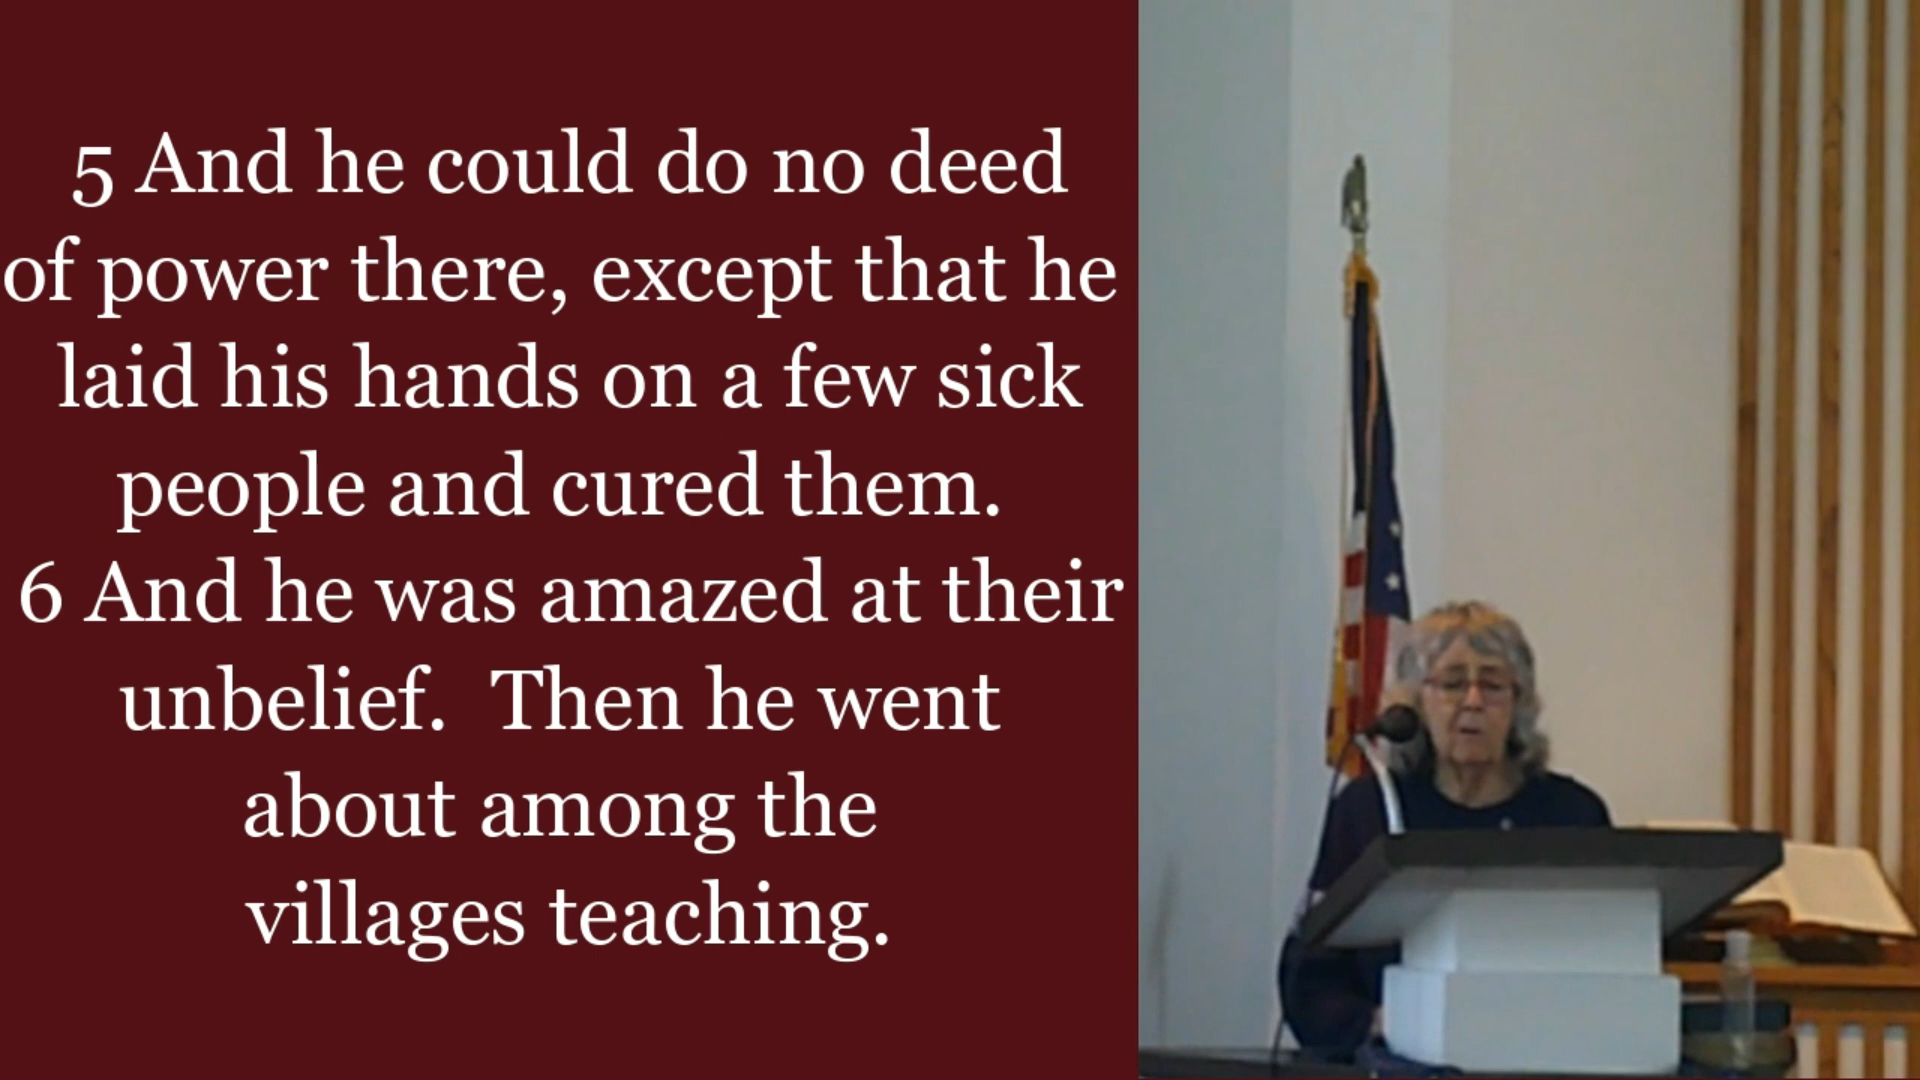 5 And he could do no deed
of power there, except that he
laid his hands on a few sick
people and cured them.
6 And he was amazed at their
unbelief.  Then he went
about among the
villages teaching.